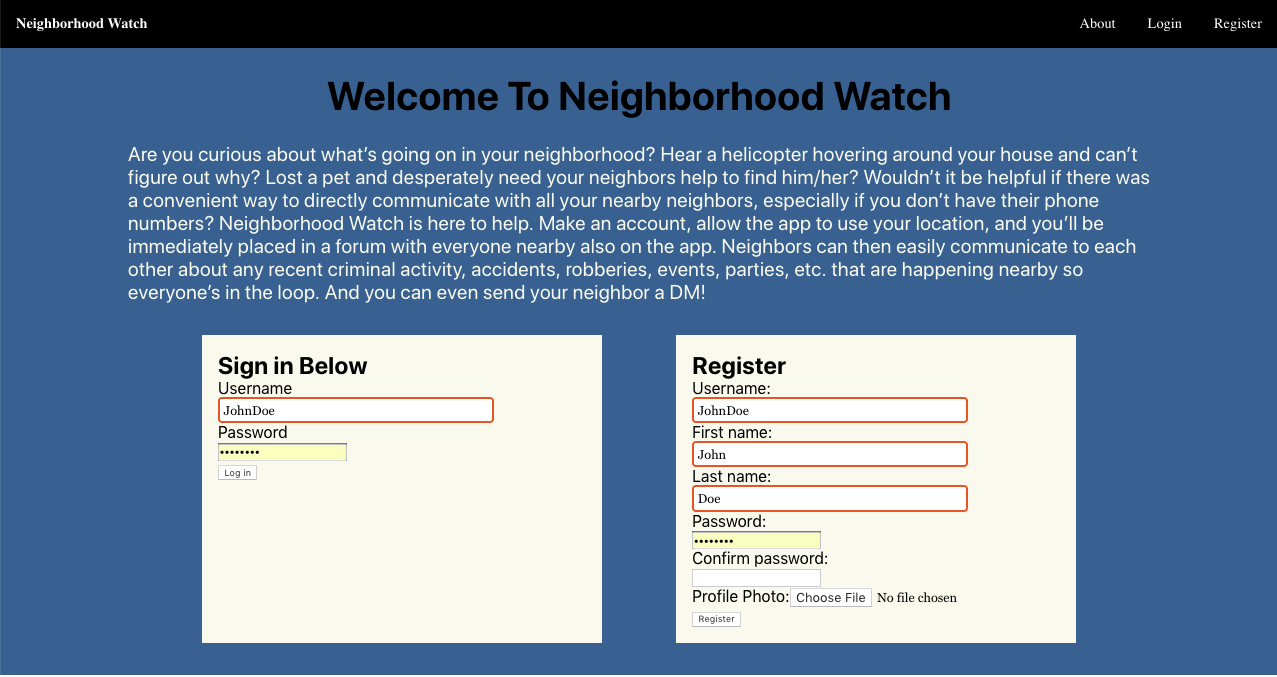 Neighborhood Watch
About Login Register
Welcome To Neighborhood Watch
Are you curious about what’s going on in your neighborhood? Hear a helicopter hovering around your house and can’t
figure out why? Lost a pet and desperately need your neighbors help to find him/her? Wouldn’t it be helpful if there was
a convenient way to directly communicate with all your nearby neighbors, especially if you don’t have their phone
numbers? Neighborhood Watch is here to help. Make an account, allow the app to use your location, and you’ll be
immediately placed in a forum with everyone nearby also on the app. Neighbors can then easily communicate to each
other about any recent criminal activity, accidents, robberies, events, parties, etc. that are happening nearby so
everyone’s in the loop. And you can even send your neighbor a DM!
Sign in Below
Username
JohnDoe
Password
••••••••
Log in
Register
Username:
JohnDoe
First name:
John
Last name:
Doe
Password:
••••••••
Confirm password:
Profile Photo: Choose File No file chosen
Register